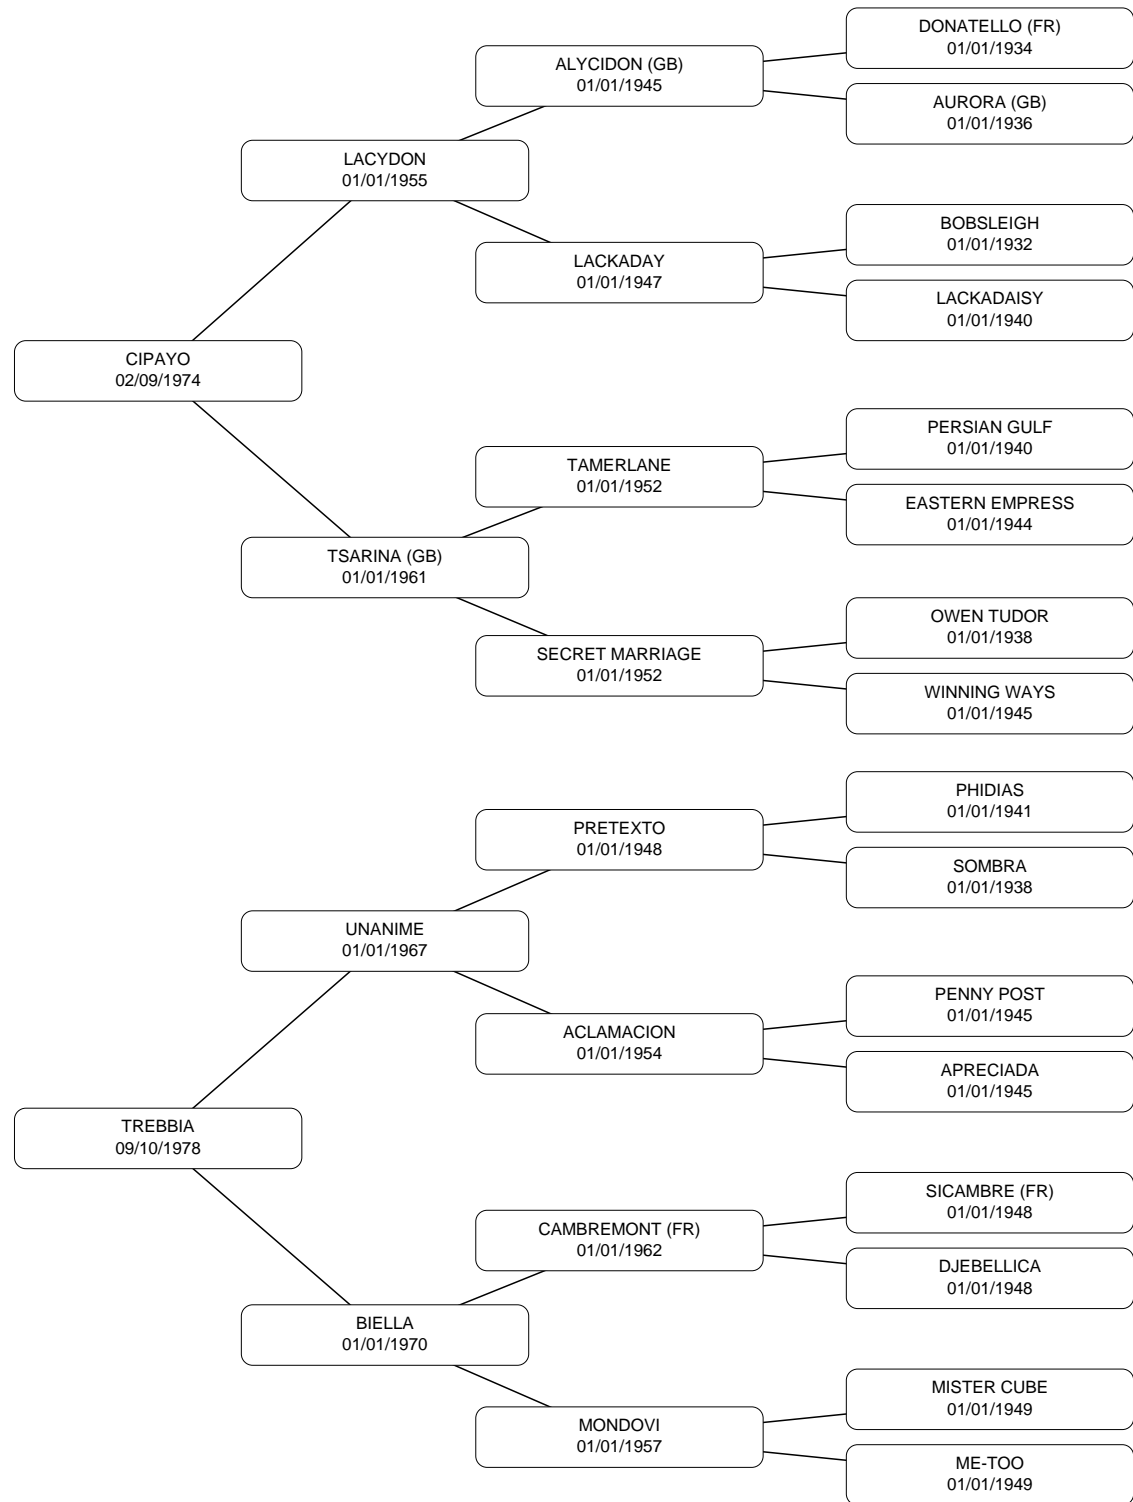 DONATELLO (FR)
01/01/1934
ALYCIDON (GB)
01/01/1945
AURORA (GB)
01/01/1936
LACYDON
01/01/1955
BOBSLEIGH
01/01/1932
LACKADAY
01/01/1947
LACKADAISY
01/01/1940
CIPAYO
02/09/1974
PERSIAN GULF
01/01/1940
TAMERLANE
01/01/1952
EASTERN EMPRESS
01/01/1944
TSARINA (GB)
01/01/1961
OWEN TUDOR
01/01/1938
SECRET MARRIAGE
01/01/1952
WINNING WAYS
01/01/1945
PHIDIAS
01/01/1941
PRETEXTO
01/01/1948
SOMBRA
01/01/1938
UNANIME
01/01/1967
PENNY POST
01/01/1945
ACLAMACION
01/01/1954
APRECIADA
01/01/1945
TREBBIA
09/10/1978
SICAMBRE (FR)
01/01/1948
CAMBREMONT (FR)
01/01/1962
DJEBELLICA
01/01/1948
BIELLA
01/01/1970
MISTER CUBE
01/01/1949
MONDOVI
01/01/1957
ME-TOO
01/01/1949